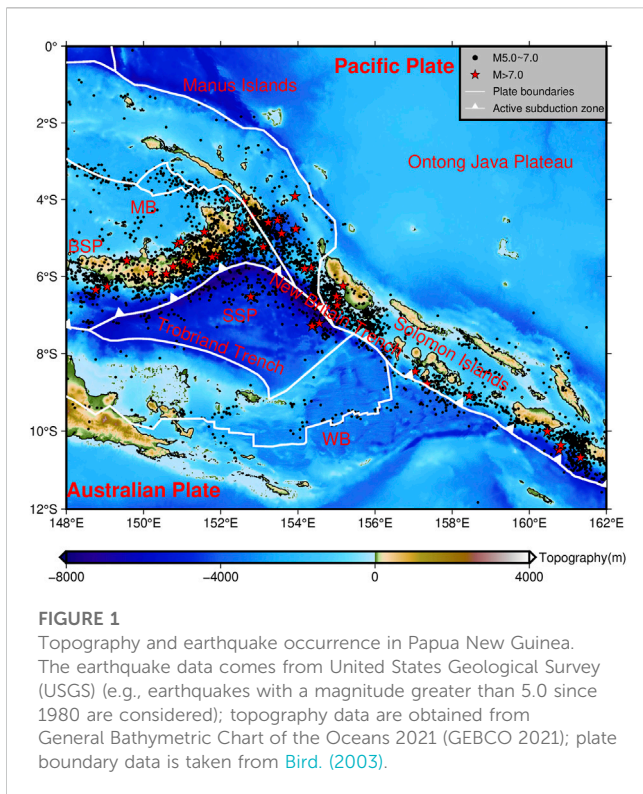 0°
2°S
4°S
6°S
8°S
10°S
12°S
Pacific Plate
M5.0~7.0
M>7.0
Plate boundaries
Active subduction zone
Manus Islands
Ontong Java Plateau
MB
BSP
SSP
New Britain Trench
Solomon Islands
Trobriand Trench
WB
Australian Plate
148°E 150°E 152°E 154°E 156°E 158°E 160°E 162°E
Topography(m)
−8000 −4000 0 4000
FIGURE 1
Topography and earthquake occurrence in Papua New Guinea.
The earthquake data comes from United States Geological Survey
(USGS) (e.g., earthquakes with a magnitude greater than 5.0 since
1980 are considered); topography data are obtained from
General Bathymetric Chart of the Oceans 2021 (GEBCO 2021); plate
boundary data is taken from Bird. (2003).